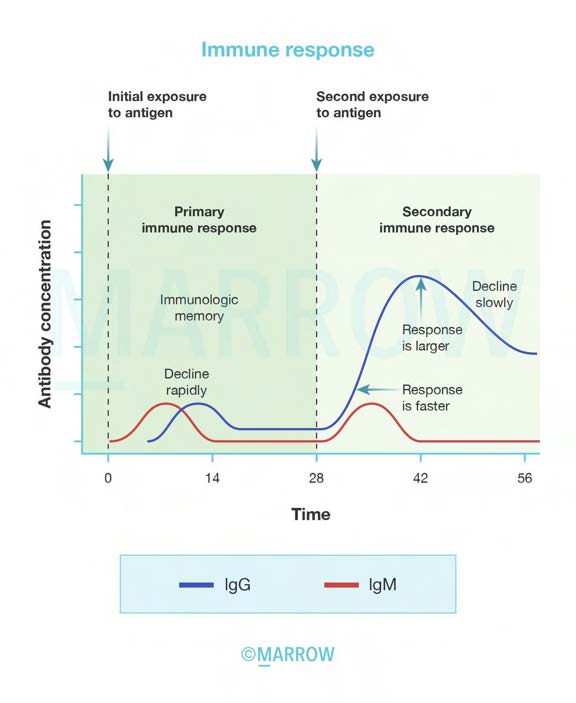 Immune response
Initial exposure
to antigen
Second exposure
to antigen
Primary
immune response
Secondary
immune response
Antibody concentration
Immunologic
memory
Decline
slowly
Response
is larger
Decline
rapidly
Response
is faster
0 14 28 42 56
Time
IgG IgM
©MARROW
MARROW